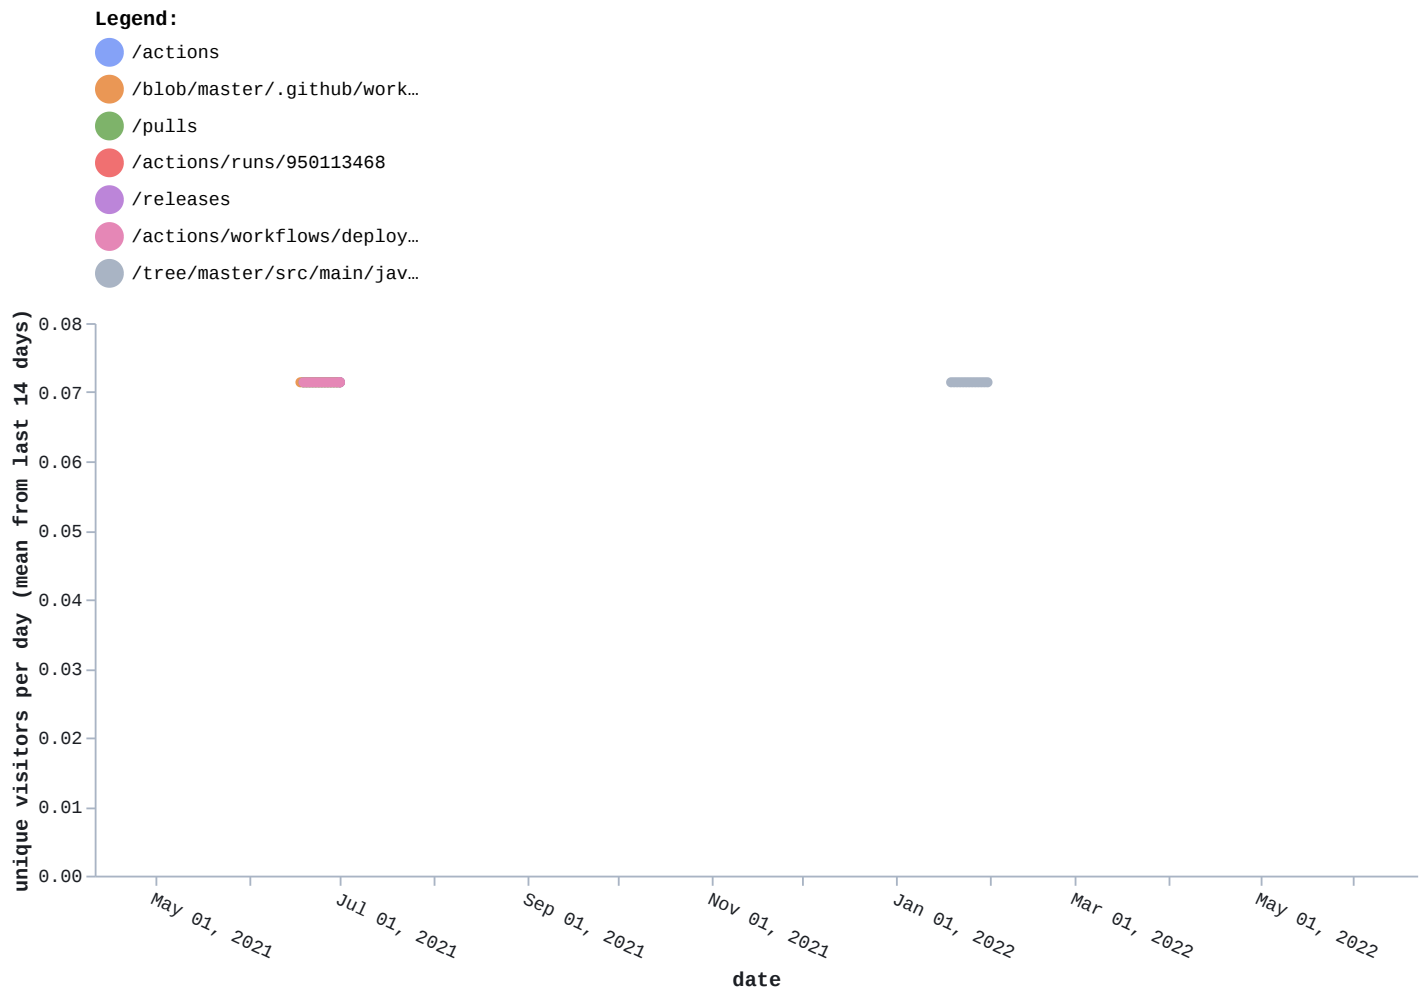 Legend:
/actions
/blob/master/.github/work…
/pulls
/actions/runs/950113468
/releases
/actions/workflows/deploy…
/tree/master/src/main/jav…
unique visitors per day (mean from last 14 days)
0.08
0.07
0.06
0.05
0.04
0.03
0.02
0.01
0.00
May 01, 2021
Jul 01, 2021
Sep 01, 2021
Nov 01, 2021
Jan 01, 2022
Mar 01, 2022
May 01, 2022
date